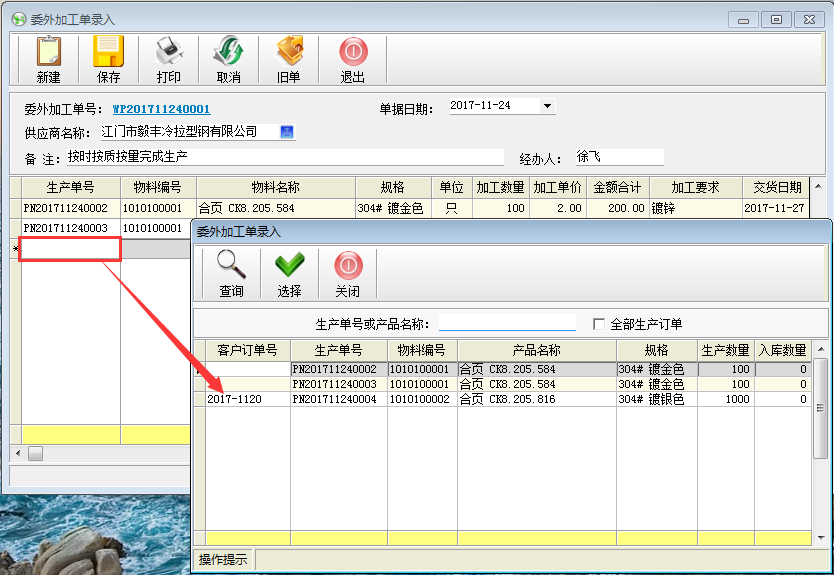 委外加工单录入
新建 保存 打印 取消 旧单 退出
委外加工单号： WP201711240001 单据日期： 2017-11-24
供应商名称： 江门市毅丰冷拉型钢有限公司
备 注： 按时按质按量完成生产 经办人： 徐飞
生产单号 物料编号 物料名称 规格 单位 加工数量 加工单价 金额合计 加工要求 交货日期
PN201711240002 1010100001 合页 CK8.205.584 304# 镀金色 只 100 2.00 200.00 镀锌 2017-11-27
PN201711240003 1010100001
*
委外加工单录入
查询 选择 关闭
生产单号或产品名称： 全部生产订单
客户订单号 生产单号 物料编号 产品名称 规格 生产数量 入库数量
PN201711240002 1010100001 合页 CK8.205.584 304# 镀金色 100 0
PN201711240003 1010100001 合页 CK8.205.584 304# 镀金色 100 0
2017-1120 PN201711240004 1010100002 合页 CK8.205.816 304# 镀银色 1000 0
操作提示